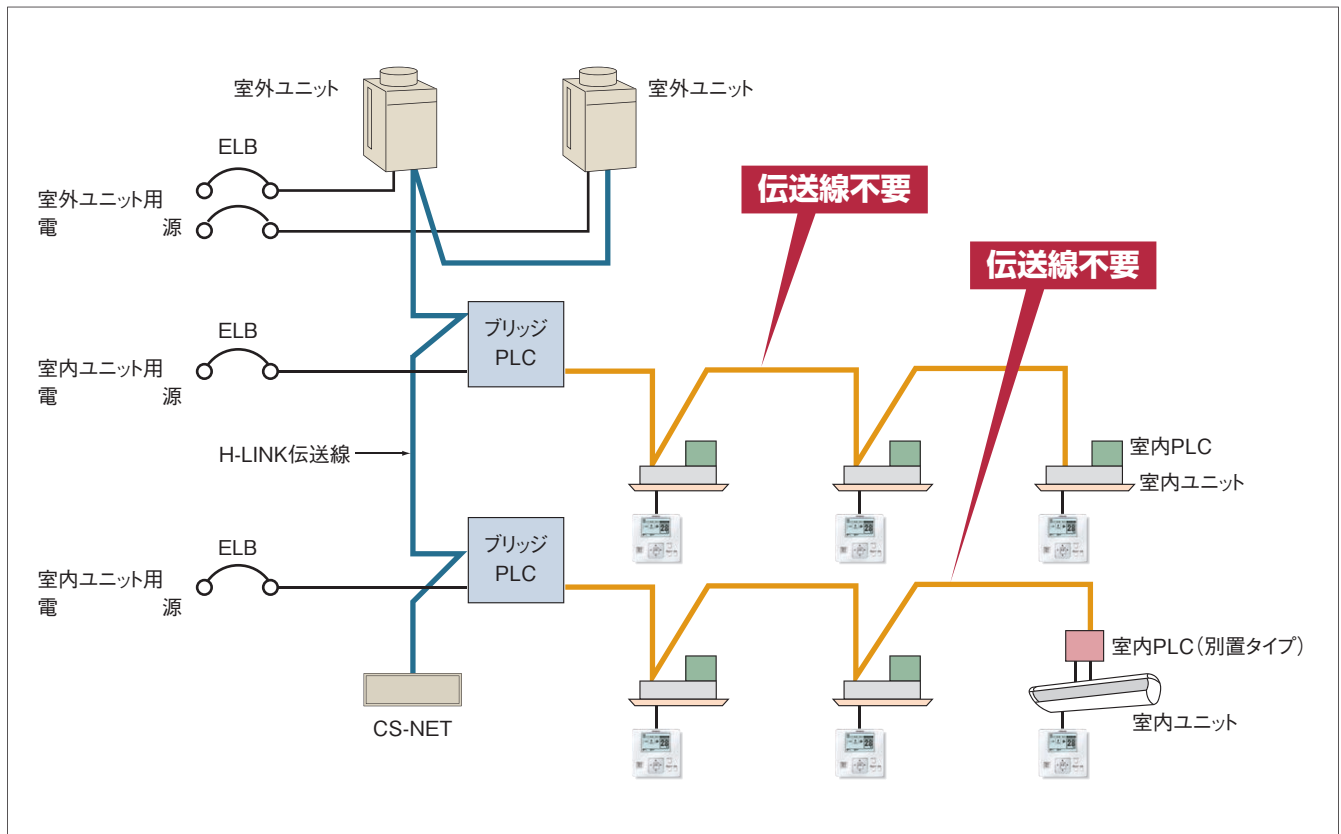 室外ユニット
室外ユニット
ELB
室外ユニット用
電 源
伝送線不要
伝送線不要
ELB
室内ユニット用
電 源
ブリッジ
PLC
H-LINK伝送線
室内PLC
室内ユニット
ELB
室内ユニット用
電 源
ブリッジ
PLC
室内PLC（別置タイプ）
室内ユニット
CS-NET